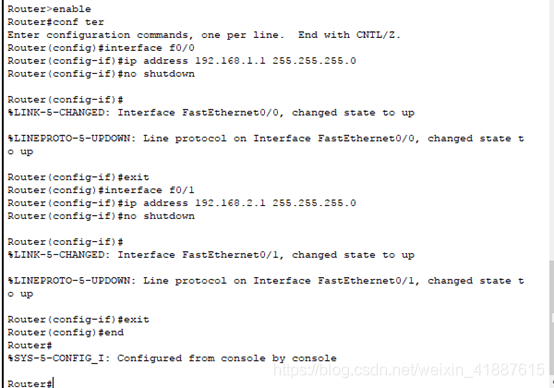 Router>enable
Router#conf ter
Enter configuration commands, one per line.  End with CNTL/Z.
Router(config)#interface f0/0
Router(config-if)#ip address 192.168.1.1 255.255.255.0
Router(config-if)#no shutdown
Router(config-if)#
%LINK-5-CHANGED: Interface FastEthernet0/0, changed state to up
%LINEPROTO-5-UPDOWN: Line protocol on Interface FastEthernet0/0, changed state t
o up
Router(config-if)#exit
Router(config)#interface f0/1
Router(config-if)#ip address 192.168.2.1 255.255.255.0
Router(config-if)#no shutdown
Router(config-if)#
%LINK-5-CHANGED: Interface FastEthernet0/1, changed state to up
%LINEPROTO-5-UPDOWN: Line protocol on Interface FastEthernet0/1, changed state t
o up
Router(config-if)#exit
Router(config)#end
Router#
%SYS-5-CONFIG_I: Configured from console by console
https://blog.csdn.net/weixin_41887615
Router#